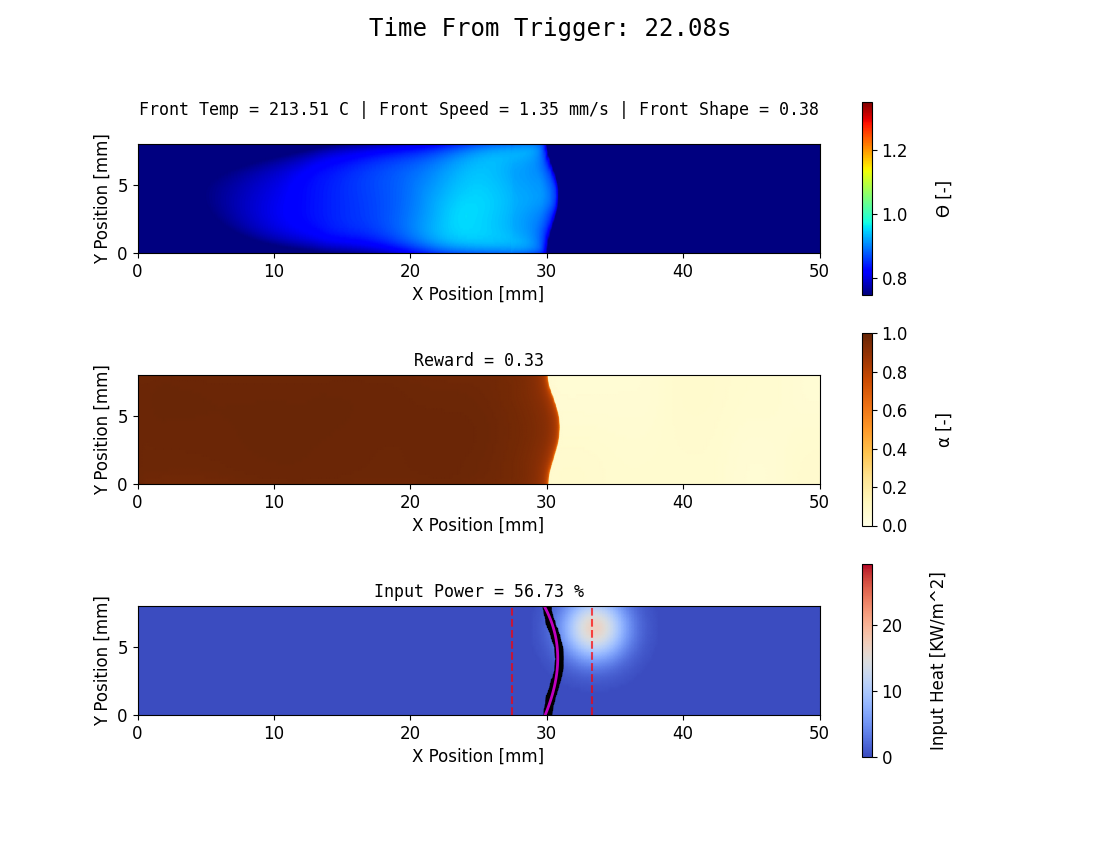 Time From Trigger: 22.08s
Front Temp = 213.51 C | Front Speed = 1.35 mm/s | Front Shape = 0.38
Y Position [mm]
5
0
0 10 20 30 40 50
X Position [mm]
1.2
1.0
0.8
Θ [-]
Reward = 0.33
Y Position [mm]
5
0
0 10 20 30 40 50
X Position [mm]
1.0
0.8
0.6
0.4
0.2
0.0
α [-]
Input Power = 56.73 %
Y Position [mm]
5
0
0 10 20 30 40 50
X Position [mm]
20
10
0
Input Heat [KW/m^2]